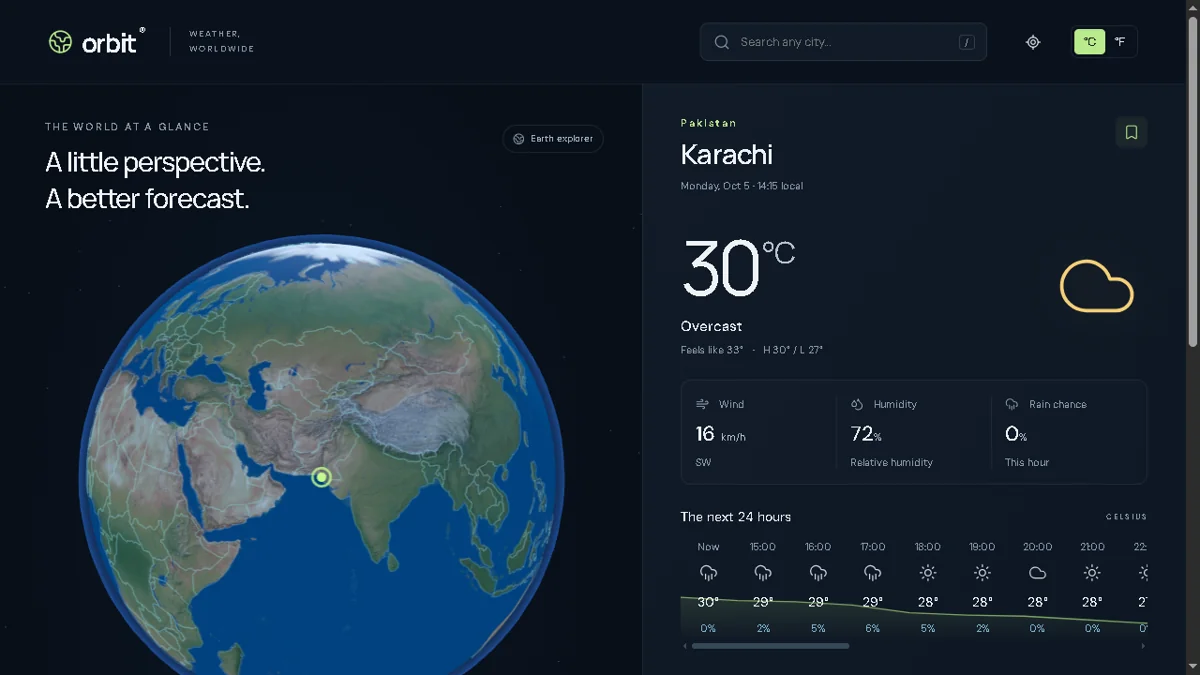 orbit®
WEATHER,
WORLDWIDE
Search any city...
/
°C
°F
THE WORLD AT A GLANCE
A little perspective.
A better forecast.
Earth explorer
Pakistan
Karachi
Monday, Oct 5 · 14:15 local
30°C
Overcast
Feels like 33° · H 30° / L 27°
Wind
16 km/h
SW
Humidity
72%
Relative humidity
Rain chance
0%
This hour
The next 24 hours
CELSIUS
Now 15:00 16:00 17:00 18:00 19:00 20:00 21:00 22:
30° 29° 29° 29° 28° 28° 28° 28° 2
0% 2% 5% 6% 5% 2% 0% 0% 0